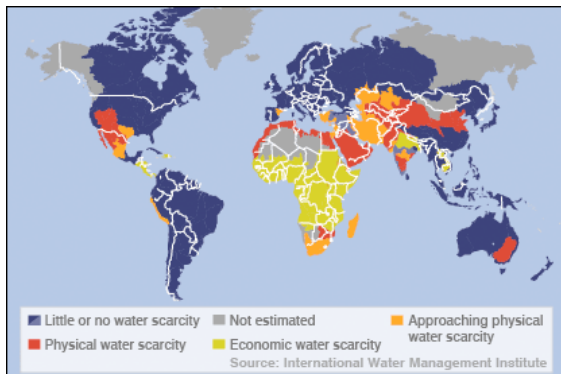 Little or no water scarcity
Physical water scarcity
Not estimated
Economic water scarcity
Approaching physical
water scarcity
Source: International Water Management Institute